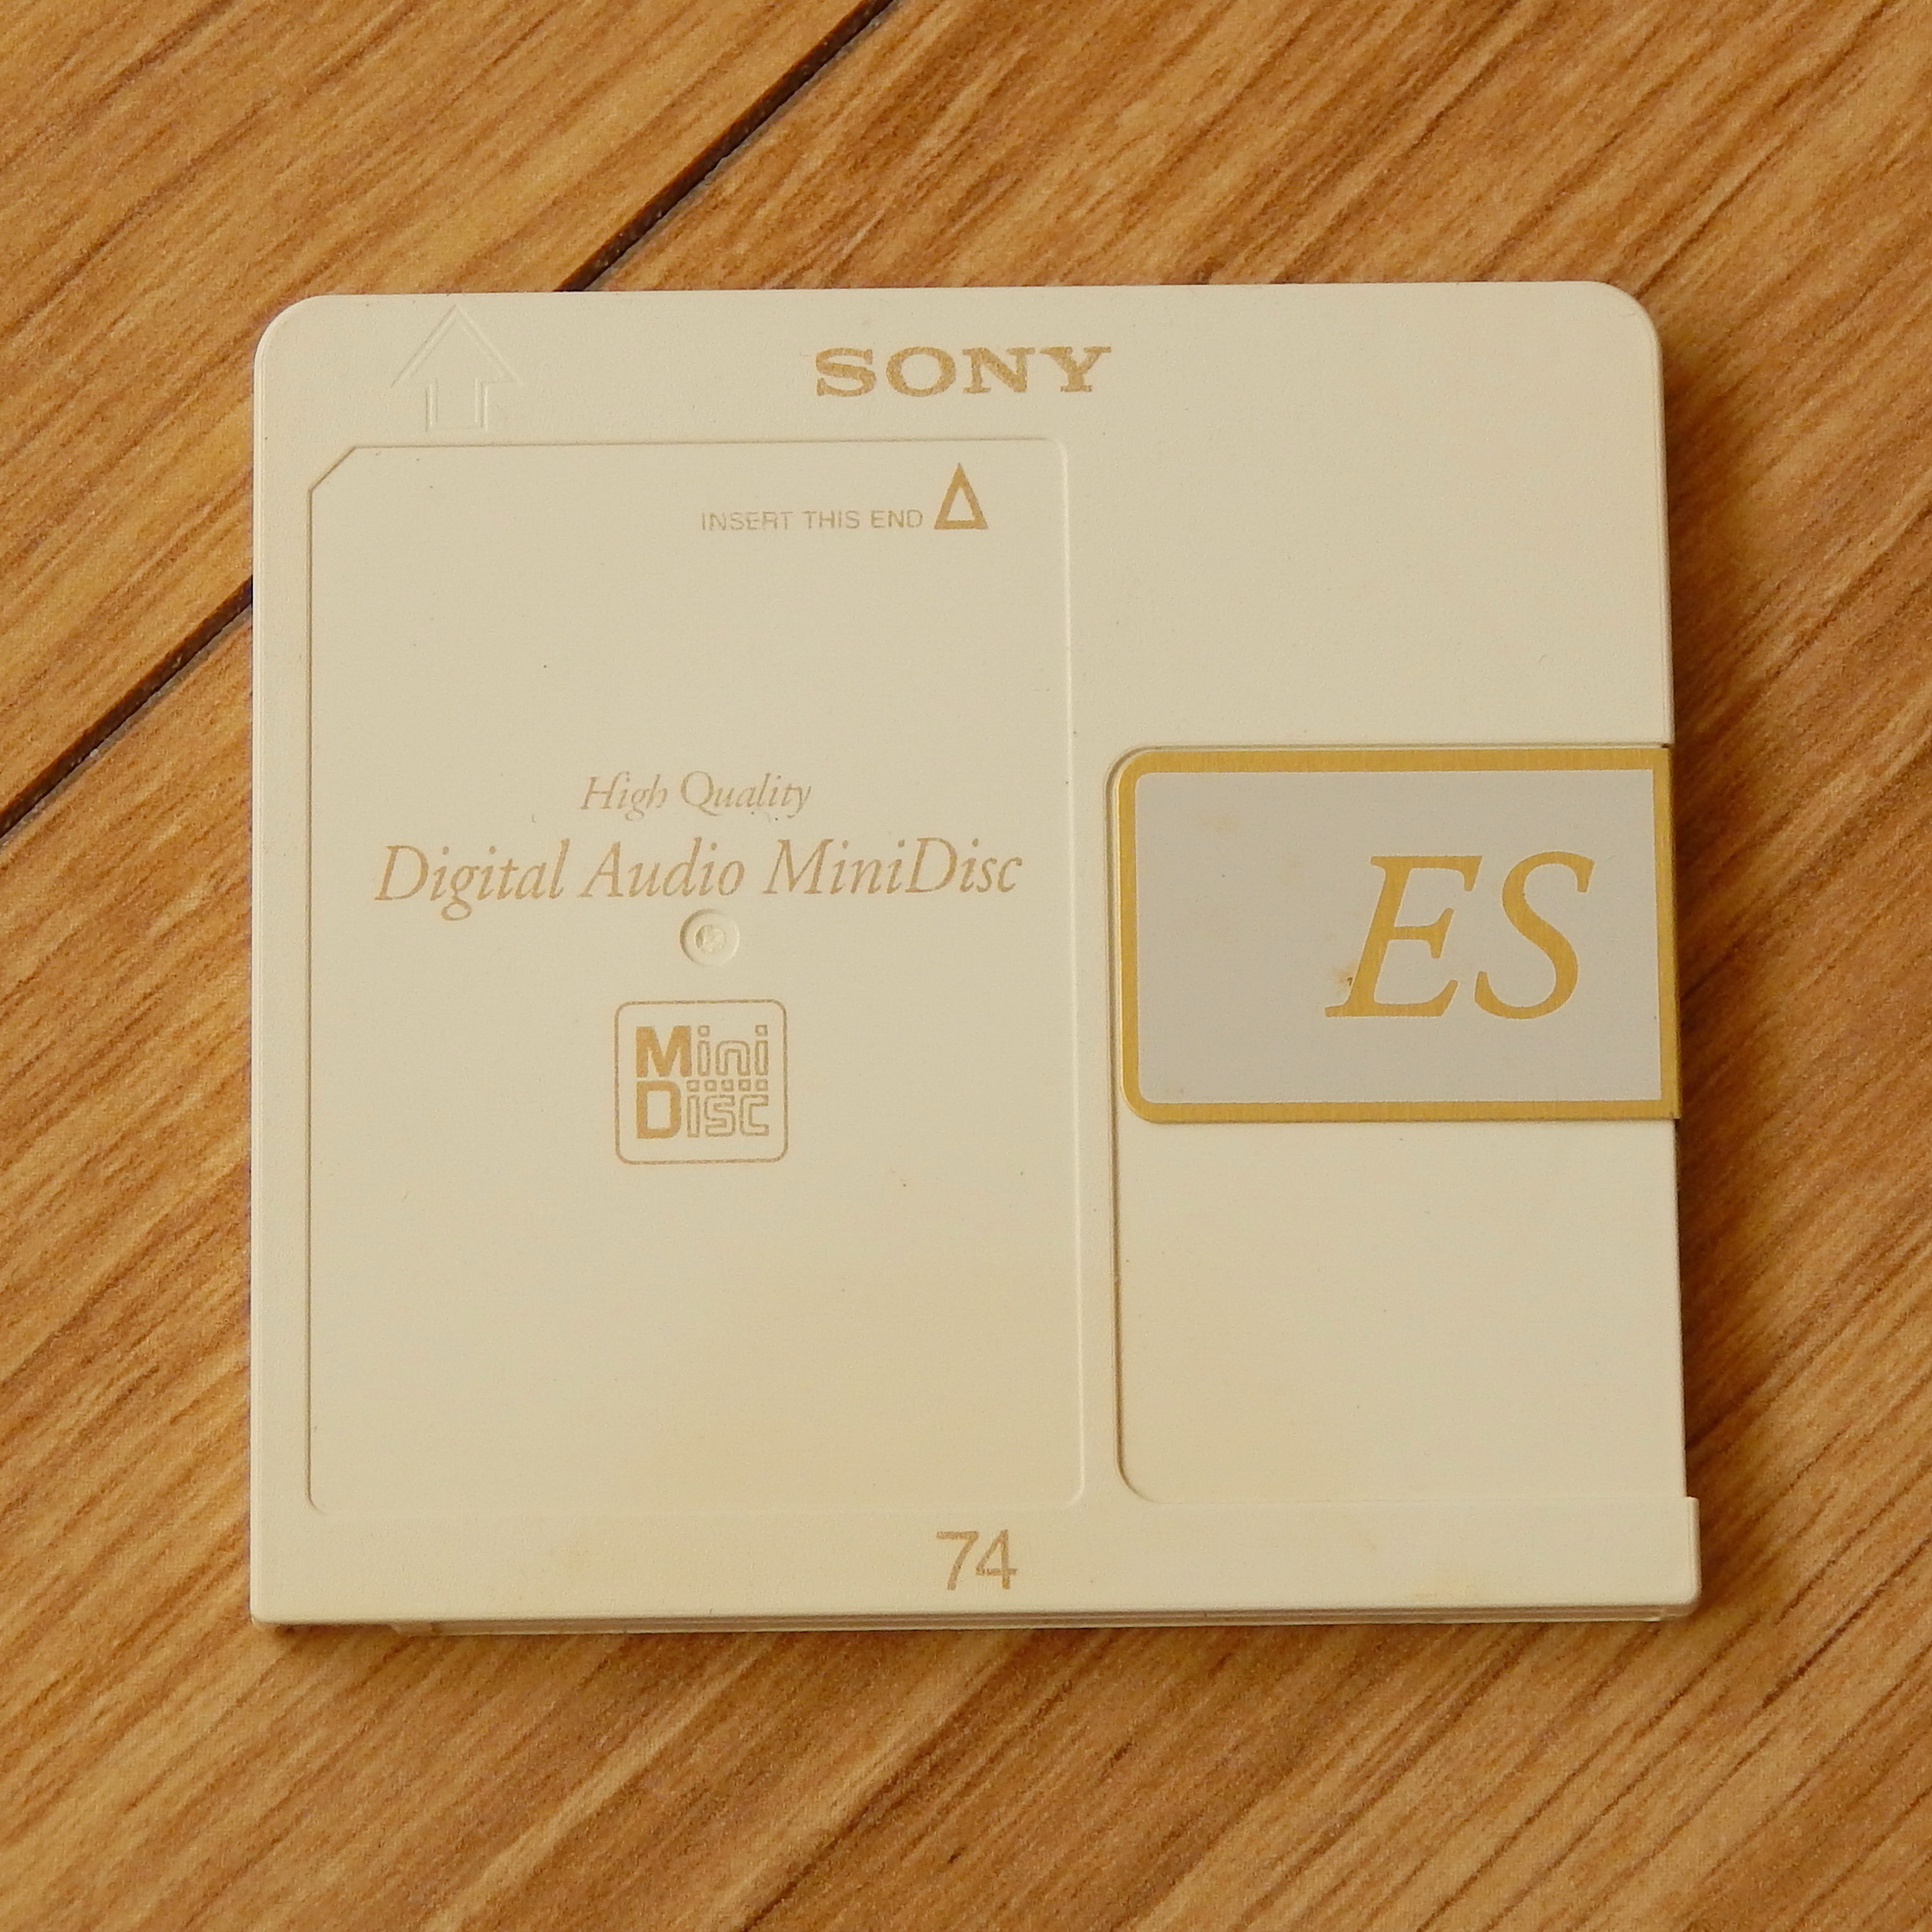 SONY
INSERT THIS END
High Quality
Digital Audio MiniDisc
ES
Mini
Disc
74